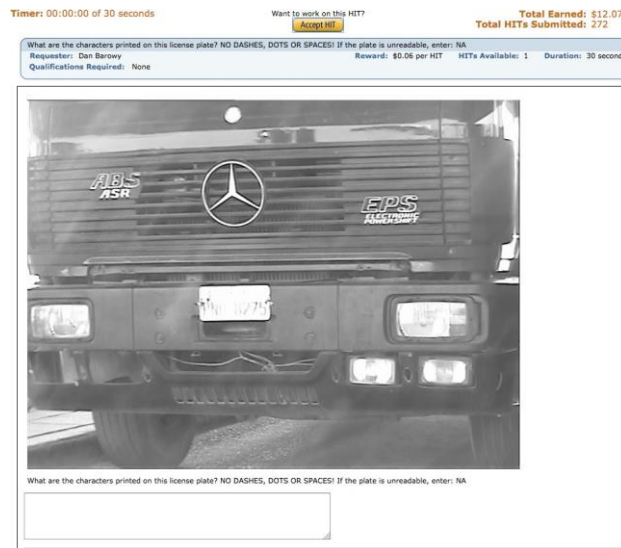 Timer: 00:00:00 of 30 seconds
Want to work on this HIT?
Accept HIT
Total Earned: $12.07
Total HITs Submitted: 272
What are the characters printed on this license plate? NO DASHES, DOTS OR SPACES! If the plate is unreadable, enter: NA
Requester: Dan Barowy
Reward: $0.06 per HIT HITs Available: 1 Duration: 30 second
Qualifications Required: None
ABS
ASR
EPS
ELECTRONIC
POWERSHIFT
What are the characters printed on this license plate? NO DASHES, DOTS OR SPACES! If the plate is unreadable, enter: NA